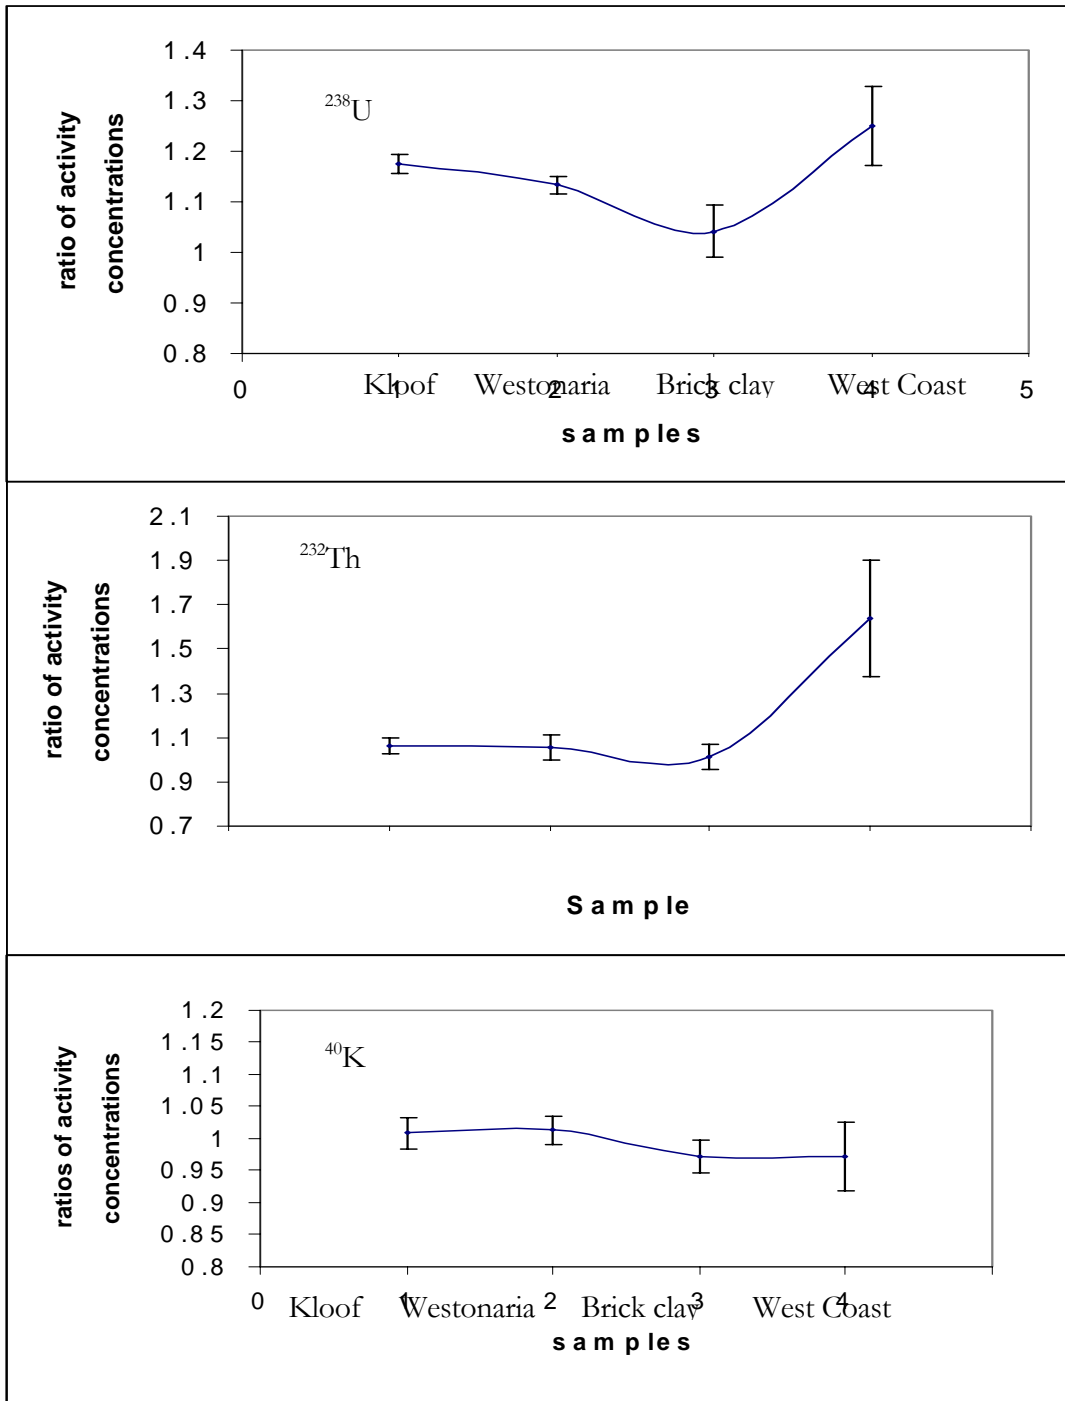 1.4
1.3
1.2
1.1
1
0.9
0.8
ratio of activity
concentrations
²³⁸U
0 1 2 3 4 5
Kloof Westonaria Brick clay West Coast
samples
2.1
1.9
1.7
1.5
1.3
1.1
0.9
0.7
ratio of activity
concentrations
²³²Th
Sample
1.2
1.15
1.1
1.05
1
0.95
0.9
0.85
0.8
ratios of activity
concentrations
⁴⁰K
0 1 2 3 4
Kloof Westonaria Brick clay West Coast
samples